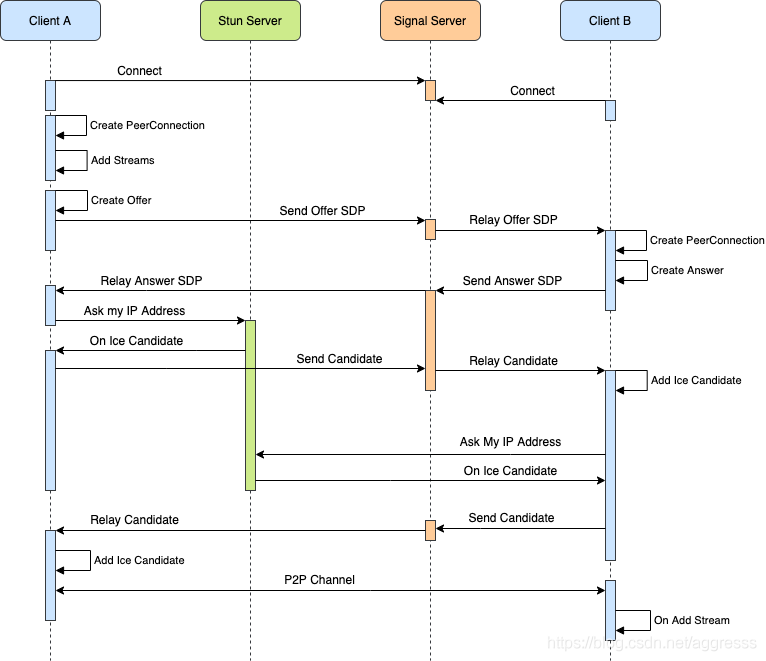 Client A
Stun Server
Signal Server
Client B
Connect
Connect
Create PeerConnection
Add Streams
Create Offer
Send Offer SDP
Relay Offer SDP
Create PeerConnection
Create Answer
Relay Answer SDP
Send Answer SDP
Ask my IP Address
On Ice Candidate
Send Candidate
Relay Candidate
Add Ice Candidate
Ask My IP Address
On Ice Candidate
Relay Candidate
Send Candidate
Add Ice Candidate
P2P Channel
On Add Stream
https://blog.csdn.net/aggresss